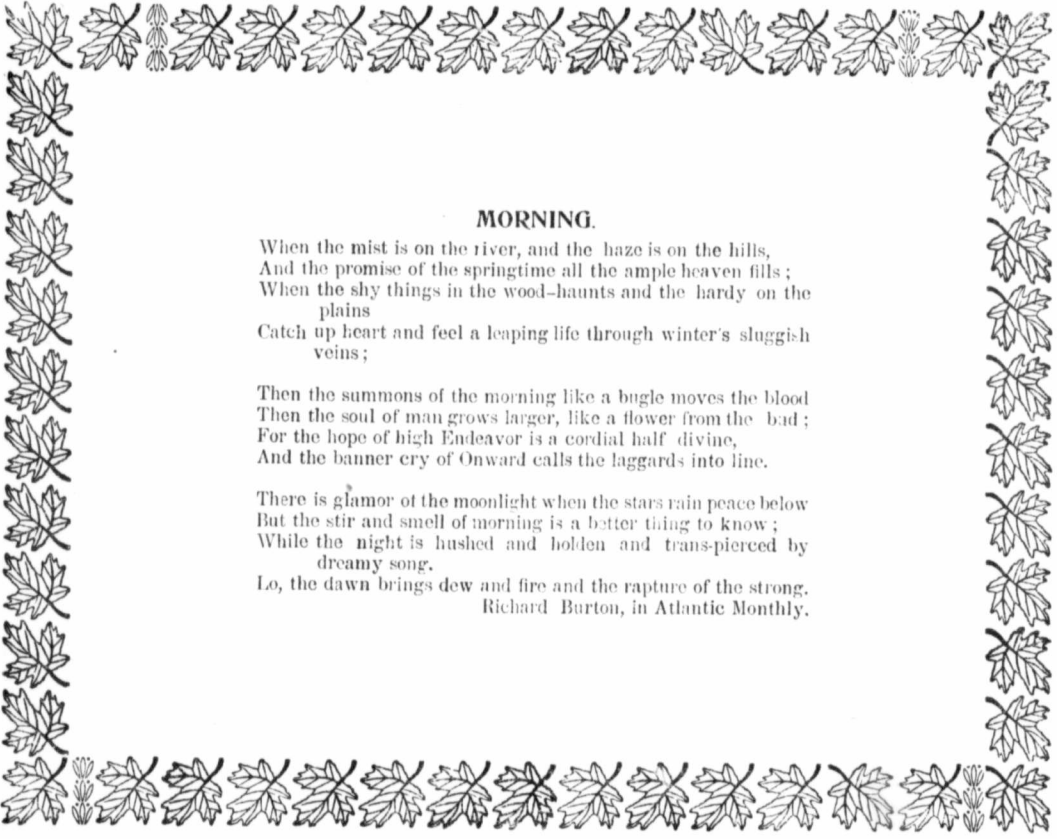 MORNING.
When the mist is on the river, and the haze is on the hills,
And the promise of the springtime all the ample heaven fills ;
When the shy things in the wood-haunts and the hardy on the
plains
Catch up heart and feel a leaping life through winter's sluggish
veins ;
Then the summons of the morning like a bugle moves the blood
Then the soul of man grows larger, like a flower from the bud ;
For the hope of high Endeavor is a cordial half divine,
And the banner cry of Onward calls the laggards into line.
There is glamor of the moonlight when the stars rain peace below
But the stir and smell of morning is a better thing to know ;
While the night is hushed and holden and trans-pierced by
dreamy song.
Lo, the dawn brings dew and fire and the rapture of the strong.
Richard Burton, in Atlantic Monthly.